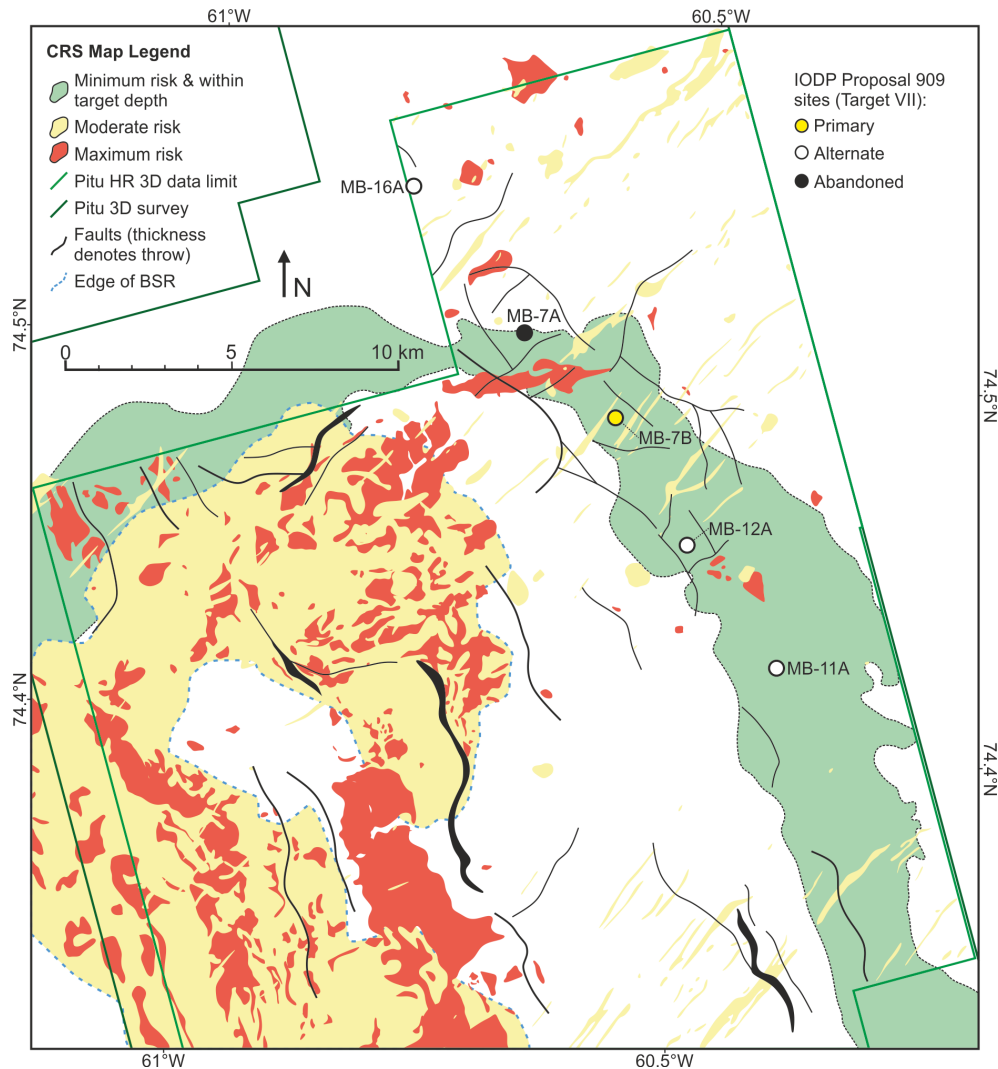 61°W
60.5°W
CRS Map Legend
Minimum risk & within
target depth
Moderate risk
Maximum risk
Pitu HR 3D data limit
Pitu 3D survey
Faults (thickness
denotes throw)
Edge of BSR
N
IODP Proposal 909
sites (Target VII):
Primary
Alternate
Abandoned
MB-16A
MB-7A
74.5°N
0
5
10 km
74.5°N
MB-7B
MB-12A
MB-11A
74.4°N
74.4°N
61°W
60.5°W